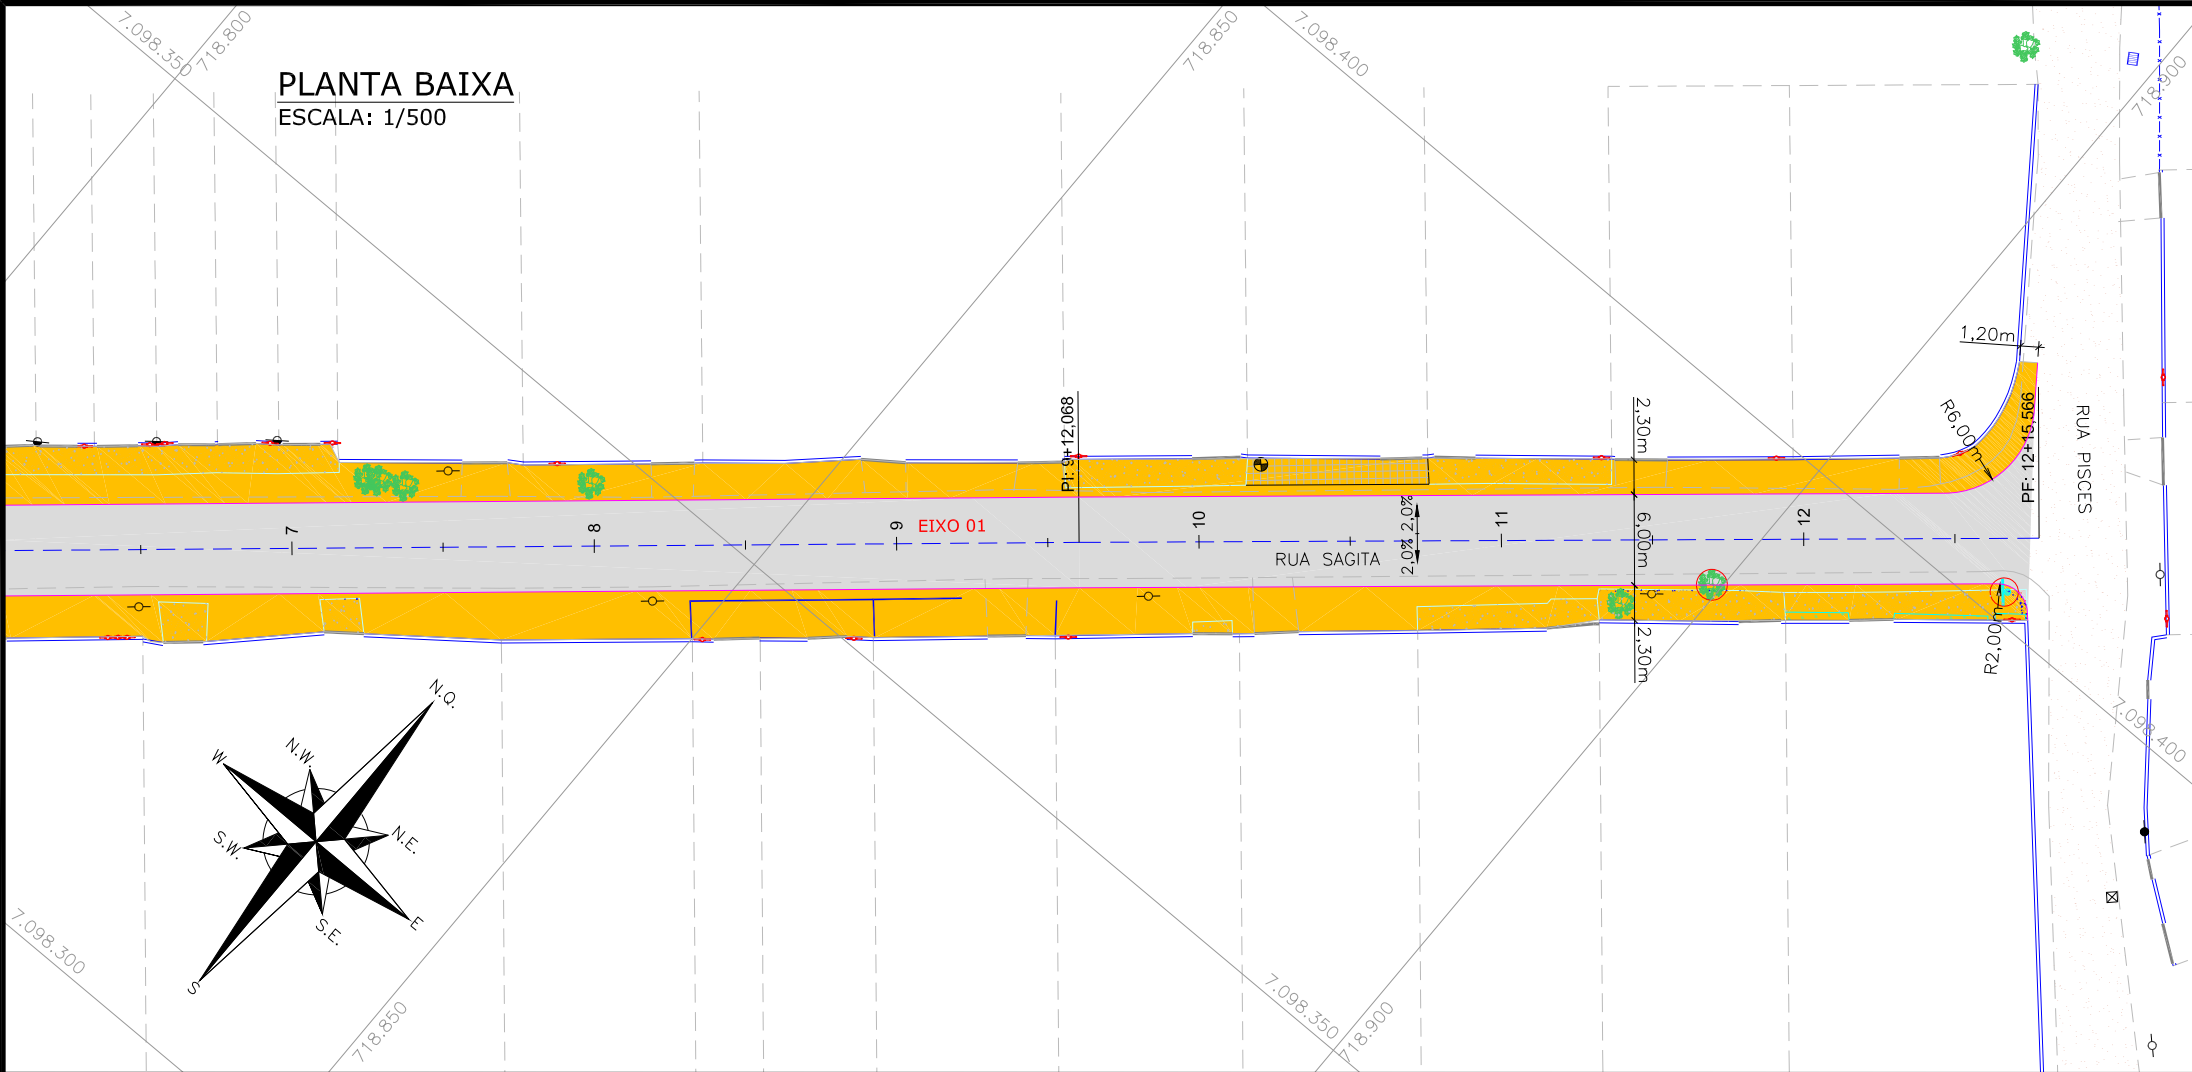 7.098.350
718.800
718.850
7.098.400
718.900
PLANTA BAIXA
ESCALA: 1/500
1,20m
R6,00m
PI: 9+12,068
2,30m
PF: 12+15,566
RUA PISCES
7
8
9
EIXO 01
10
2,0% 2,0%
11
6,00m
12
RUA SAGITA
2,30m
R2,00m
N.Q.
N.W.
W
N.E.
S.W.
E
S.E.
S
7.098.300
718.850
7.098.350
718.900
7.098.400